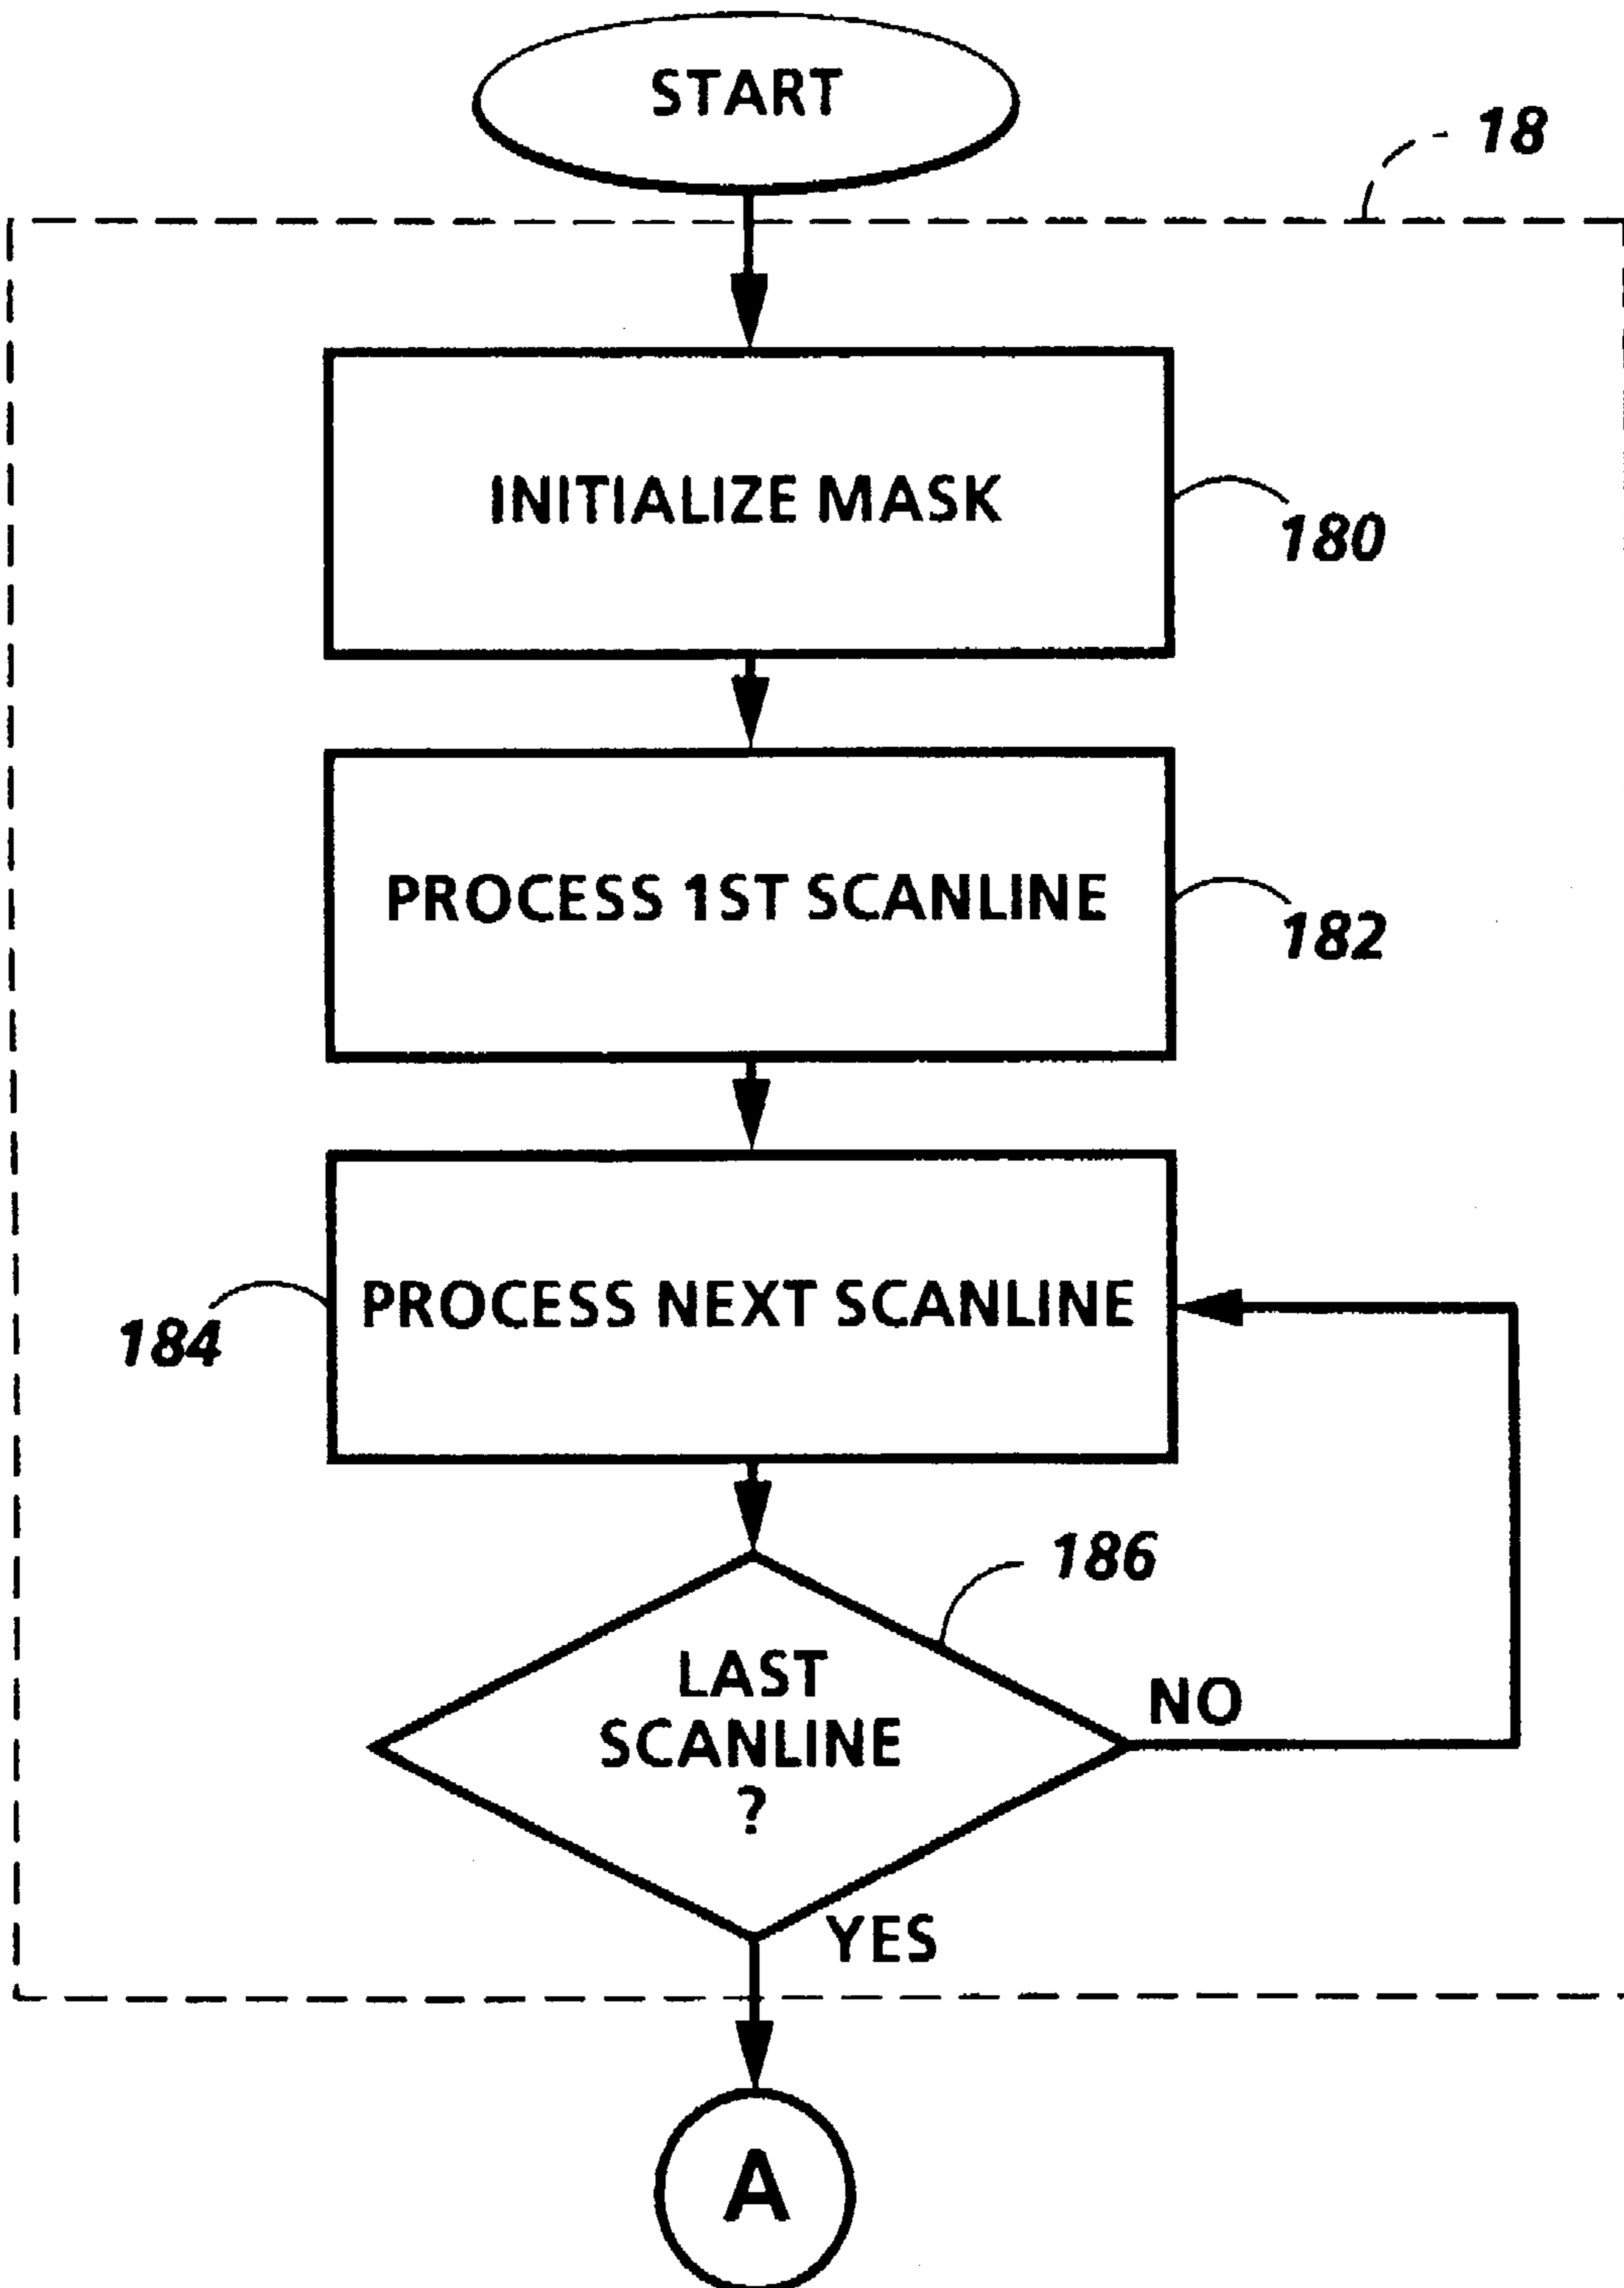 START
18
INITIALIZE MASK
180
PROCESS 1ST SCANLINE
182
PROCESS NEXT SCANLINE
184
186
LAST
SCANLINE
?
NO
YES
A